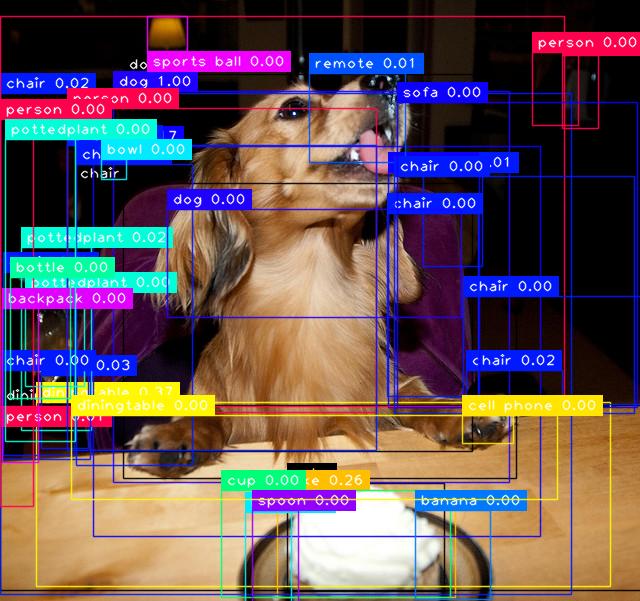 person 0.00
sports ball 0.00
do
remote 0.01
dog 1.00
chair 0.02
sofa 0.00
person 0.00
person 0.00
pottedplant 0.00
7
bowl 0.00
ch
chair 0.00
.01
chair
dog 0.00
chair 0.00
pottedplant 0.02
bottle 0.00
pottedplant 0.00
chair 0.00
backpack 0.00
chair 0.00
0.03
chair 0.02
diningtable 0.37
dini
diningtable 0.00
cell phone 0.00
person 0.01
cup 0.00
ke 0.26
spoon 0.00
banana 0.00